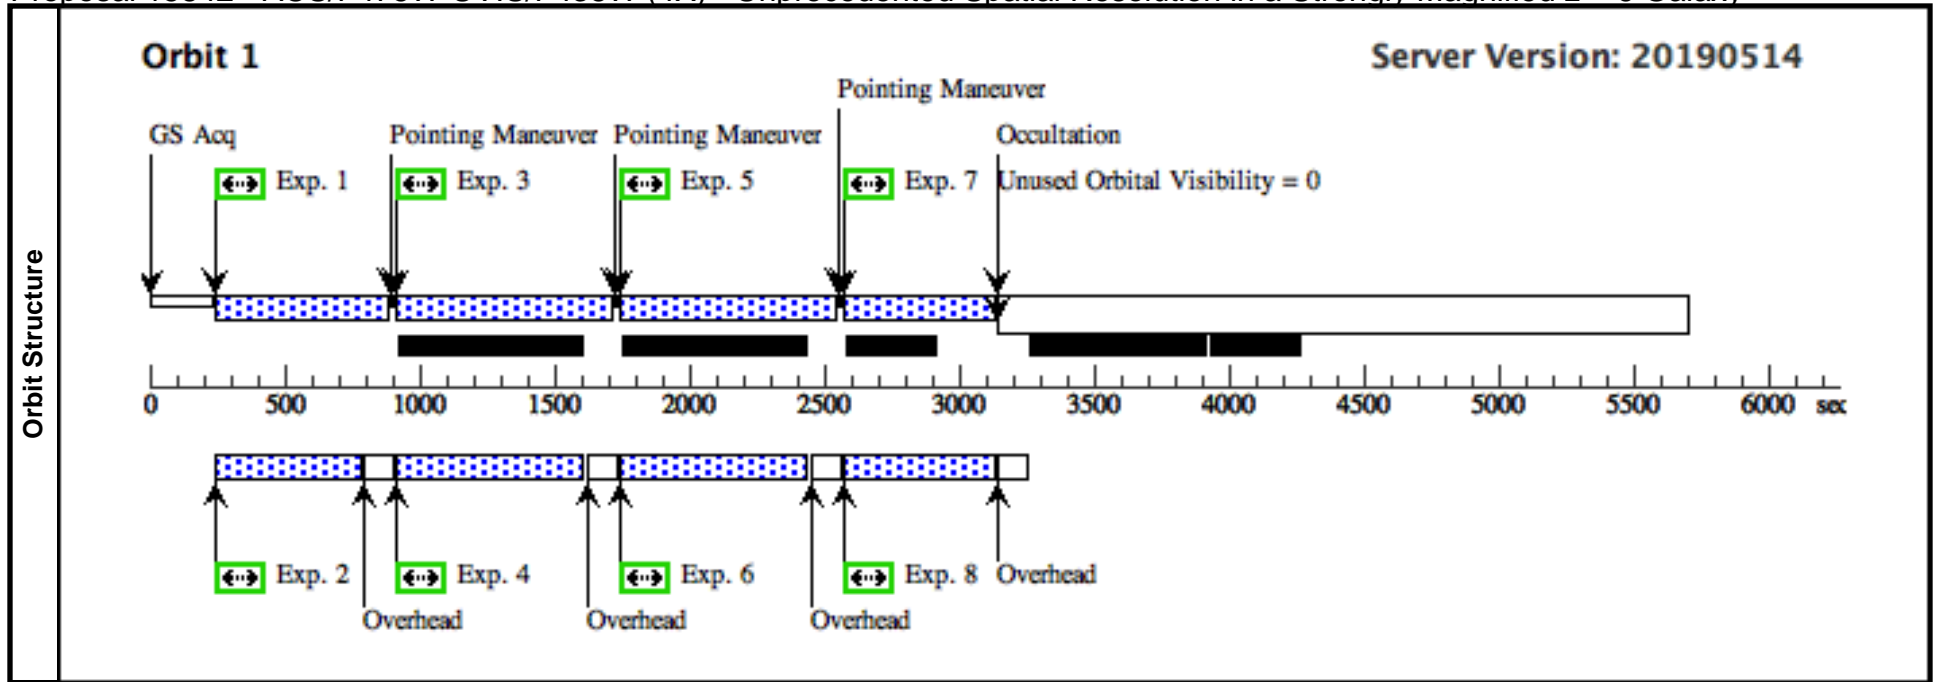 Orbit 1
Server Version: 20190514
Pointing Maneuver
GS Acq
Pointing Maneuver
Pointing Maneuver
Occultation
Exp. 1
Exp. 3
Exp. 5
Exp. 7
Unused Orbital Visibility = 0
Orbit Structure
0 500 1000 1500 2000 2500 3000 3500 4000 4500 5000 5500 6000 sec
Exp. 2
Exp. 4
Exp. 6
Exp. 8
Overhead
Overhead
Overhead
Overhead